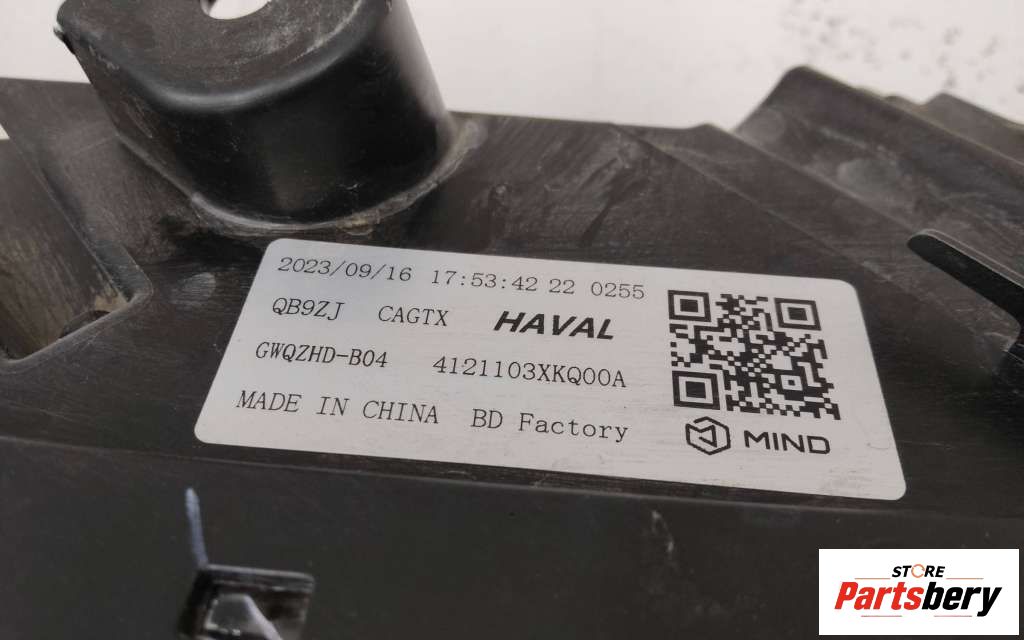 2023/09/16 17:53:42 22 0255
QB9ZJ CAGTX HAVAL
GWQZHD-B04 4121103XKQ00A
MADE IN CHINA BD Factory
MIND
STORE
Partsbery